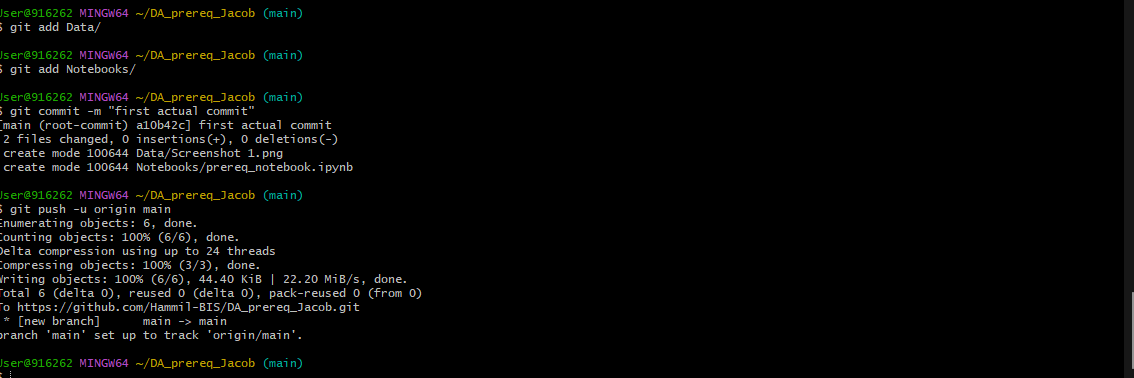 User@916262 MINGW64 ~/DA_prereq_Jacob (main)
$ git add Data/
User@916262 MINGW64 ~/DA_prereq_Jacob (main)
$ git add Notebooks/
User@916262 MINGW64 ~/DA_prereq_Jacob (main)
$ git commit -m "first actual commit"
[main (root-commit) a10b42c] first actual commit
2 files changed, 0 insertions(+), 0 deletions(-)
create mode 100644 Data/Screenshot 1.png
create mode 100644 Notebooks/prereq_notebook.ipynb
User@916262 MINGW64 ~/DA_prereq_Jacob (main)
$ git push -u origin main
Enumerating objects: 6, done.
Counting objects: 100% (6/6), done.
Delta compression using up to 24 threads
Compressing objects: 100% (3/3), done.
Writing objects: 100% (6/6), 44.40 KiB | 22.20 MiB/s, done.
Total 6 (delta 0), reused 0 (delta 0), pack-reused 0 (from 0)
To https://github.com/Hammil-BIS/DA_prereq_Jacob.git
* [new branch]      main -> main
branch 'main' set up to track 'origin/main'.
User@916262 MINGW64 ~/DA_prereq_Jacob (main)
$